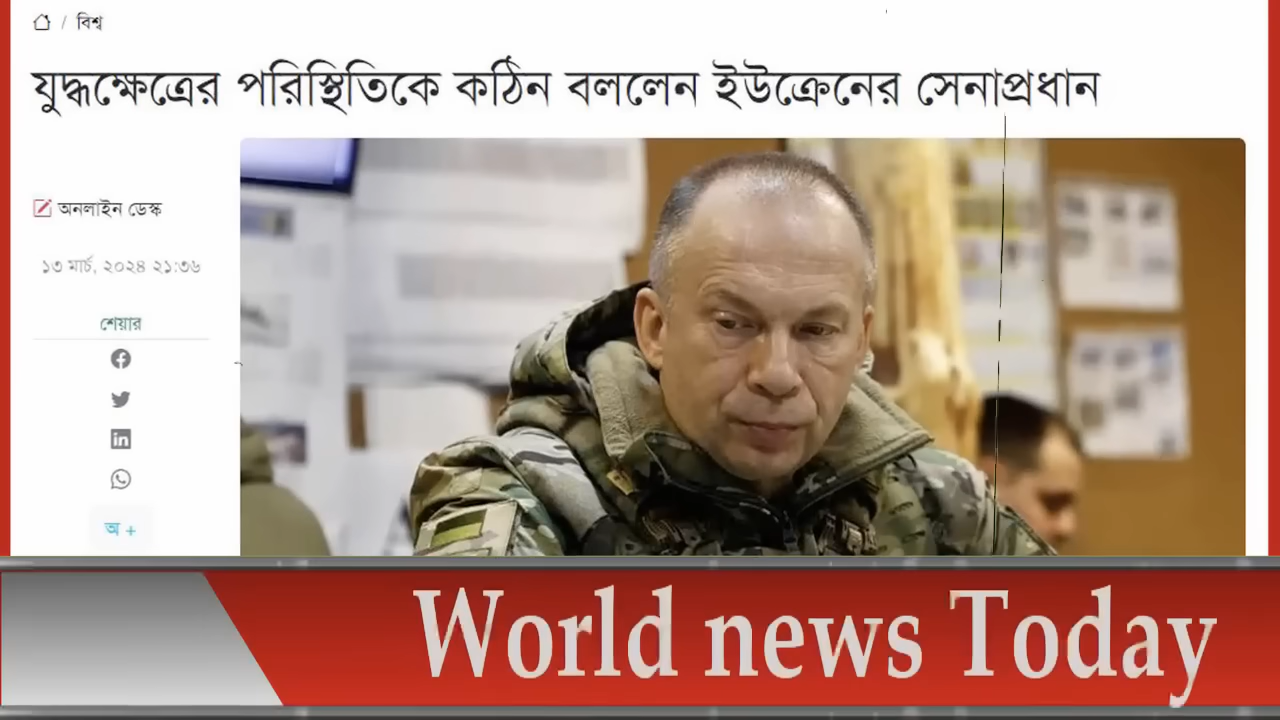 / বিশ্ব
যুদ্ধক্ষেত্রের পরিস্থিতিকে কঠিন বললেন ইউক্রেনের সেনাপ্রধান
অনলাইন ডেস্ক
১৩ মার্চ, ২০২৪ ২১:৩৬
শেয়ার
অ +
World news Today